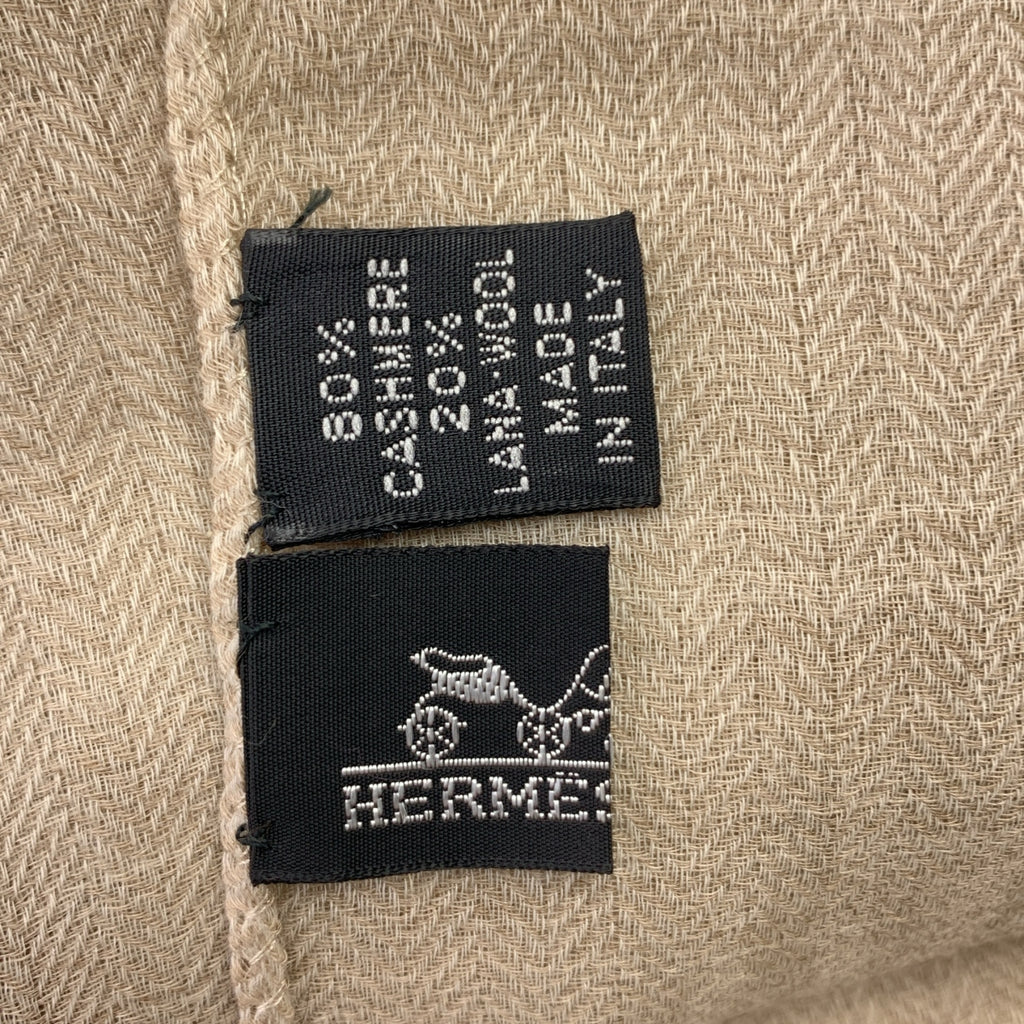 80%
CASHMERE
20%
LANA-WOOL
MADE
IN ITALY
HERMÈS